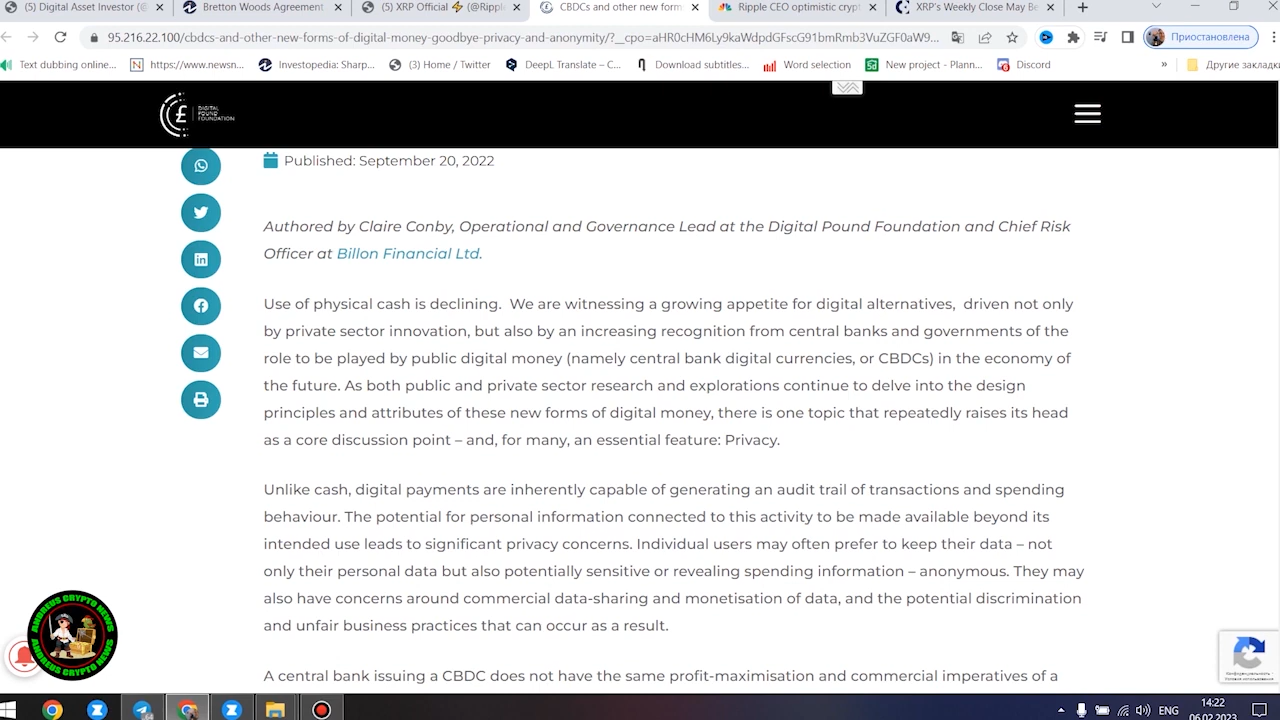 (5) Digital Asset Investor (@
Bretton Woods Agreement
(5) XRP Official ⚡ (@Rippl
CBDCs and other new form
Ripple CEO optimistic crypt
XRP's Weekly Close May Be
95.216.22.100/cbdcs-and-other-new-forms-of-digital-money-goodbye-privacy-and-anonymity/?__cpo=aHR0cHM6Ly9kaWdpdGFscG91bmRmb3VuZGF0aW9...
Приостановлена
Text dubbing online...
https://www.newsn...
Investopedia: Sharp...
(3) Home / Twitter
DeepL Translate – C...
Download subtitles...
Word selection
New project - Plann...
Discord
»
Другие закладки
DIGITAL
POUND
FOUNDATION
Published: September 20, 2022
Authored by Claire Conby, Operational and Governance Lead at the Digital Pound Foundation and Chief Risk
Officer at Billon Financial Ltd.
Use of physical cash is declining. We are witnessing a growing appetite for digital alternatives, driven not only
by private sector innovation, but also by an increasing recognition from central banks and governments of the
role to be played by public digital money (namely central bank digital currencies, or CBDCs) in the economy of
the future. As both public and private sector research and explorations continue to delve into the design
principles and attributes of these new forms of digital money, there is one topic that repeatedly raises its head
as a core discussion point – and, for many, an essential feature: Privacy.
Unlike cash, digital payments are inherently capable of generating an audit trail of transactions and spending
behaviour. The potential for personal information connected to this activity to be made available beyond its
intended use leads to significant privacy concerns. Individual users may often prefer to keep their data – not
only their personal data but also potentially sensitive or revealing spending information – anonymous. They may
also have concerns around commercial data-sharing and monetisation of data, and the potential discrimination
and unfair business practices that can occur as a result.
A central bank issuing a CBDC does not have the same profit-maximisation and commercial imperatives of a
ANDREUS CRYPTO NEWS
ANDREUS CRYPTO NEWS
ENG
14:22
06.02.2023